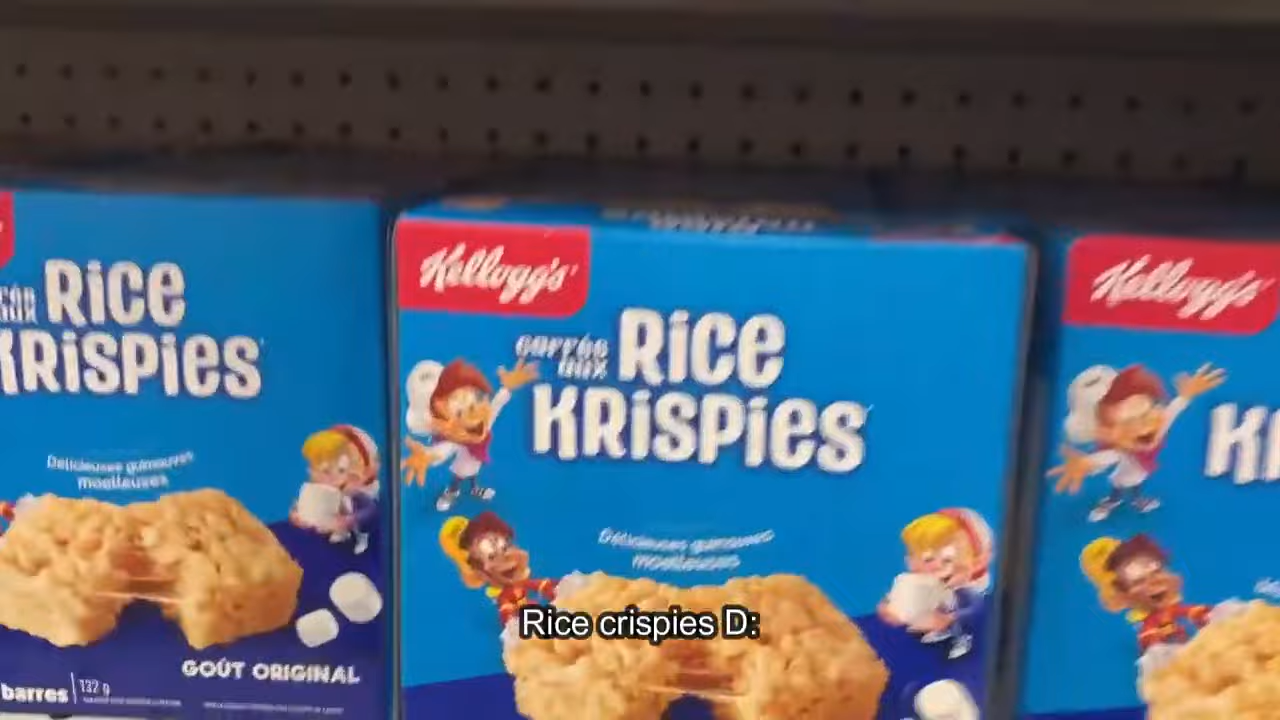 Rice
Krispies
Délicieuses guimauves
moelleuses
GOÛT ORIGINAL
barres 132 g
Kellogg's
carrés
aux
Rice
Krispies
Délicieuses guimauves
moelleuses
Kellogg's
Rice crispies D: